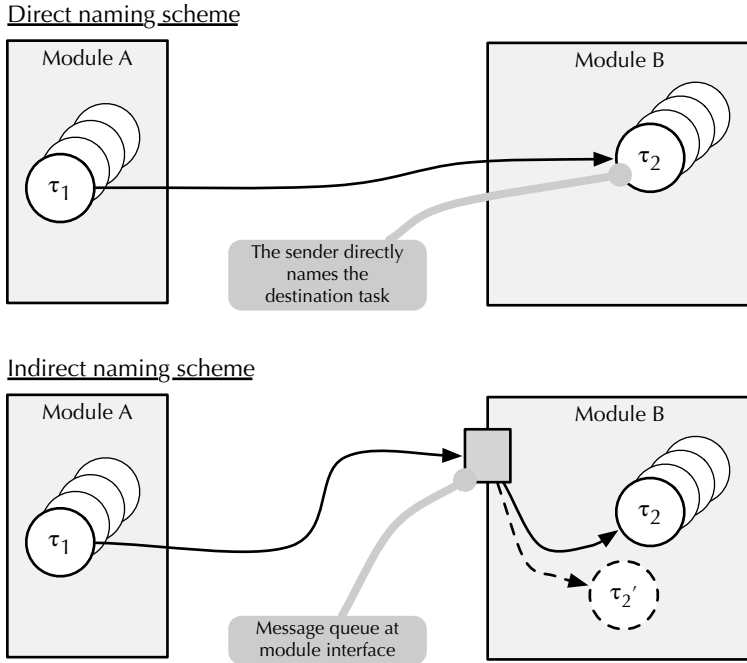 Direct naming scheme
Module A
Module B
τ1
τ2
The sender directly
names the
destination task
Indirect naming scheme
Module A
Module B
τ1
τ2
τ2′
Message queue at
module interface